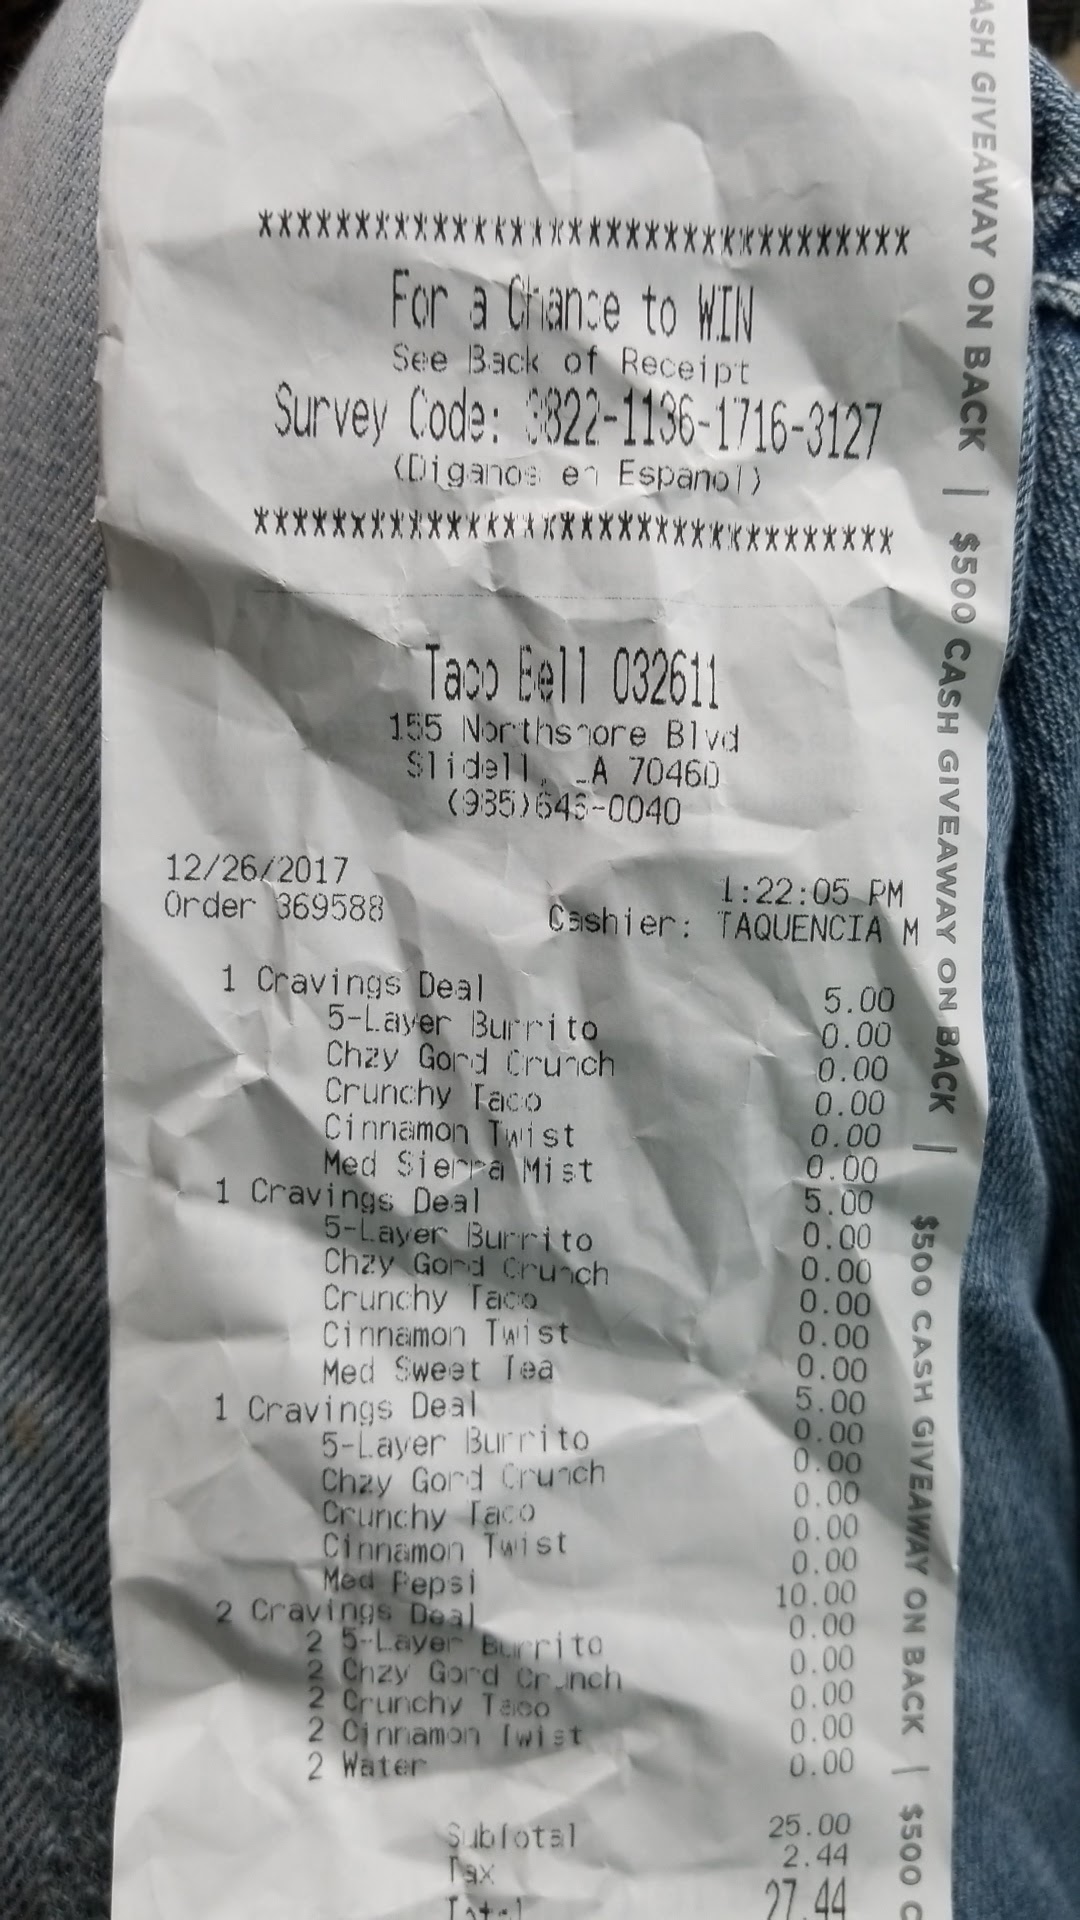 *********************************
For a Chance to WIN
See Back of Receipt
Survey Code: 3822-1136-1716-3127
(Diganos en Espanol)
*********************************
Taco Bell 032611
155 Northshore Blvd
Slidell, LA 70460
(985)646-0040
12/26/2017 1:22:05 PM
Order 369588 Cashier: TAQUENCIA M
1 Cravings Deal 5.00
5-Layer Burrito 0.00
Chzy Gord Crunch 0.00
Crunchy Taco 0.00
Cinnamon Twist 0.00
Med Sierra Mist 0.00
1 Cravings Deal 5.00
5-Layer Burrito 0.00
Chzy Gord Crunch 0.00
Crunchy Taco 0.00
Cinnamon Twist 0.00
Med Sweet Tea 0.00
1 Cravings Deal 5.00
5-Layer Burrito 0.00
Chzy Gord Crunch 0.00
Crunchy Taco 0.00
Cinnamon Twist 0.00
Med Pepsi 0.00
2 Cravings Deal 10.00
2 5-Layer Burrito 0.00
2 Chzy Gord Crunch 0.00
2 Crunchy Taco 0.00
2 Cinnamon Twist 0.00
2 Water 0.00
Subtotal 25.00
Tax 2.44
Total 27.44
ASH GIVEAWAY ON BACK | $500 CASH GIVEAWAY ON BACK | $500 CASH GIVEAWAY ON BACK | $500 C